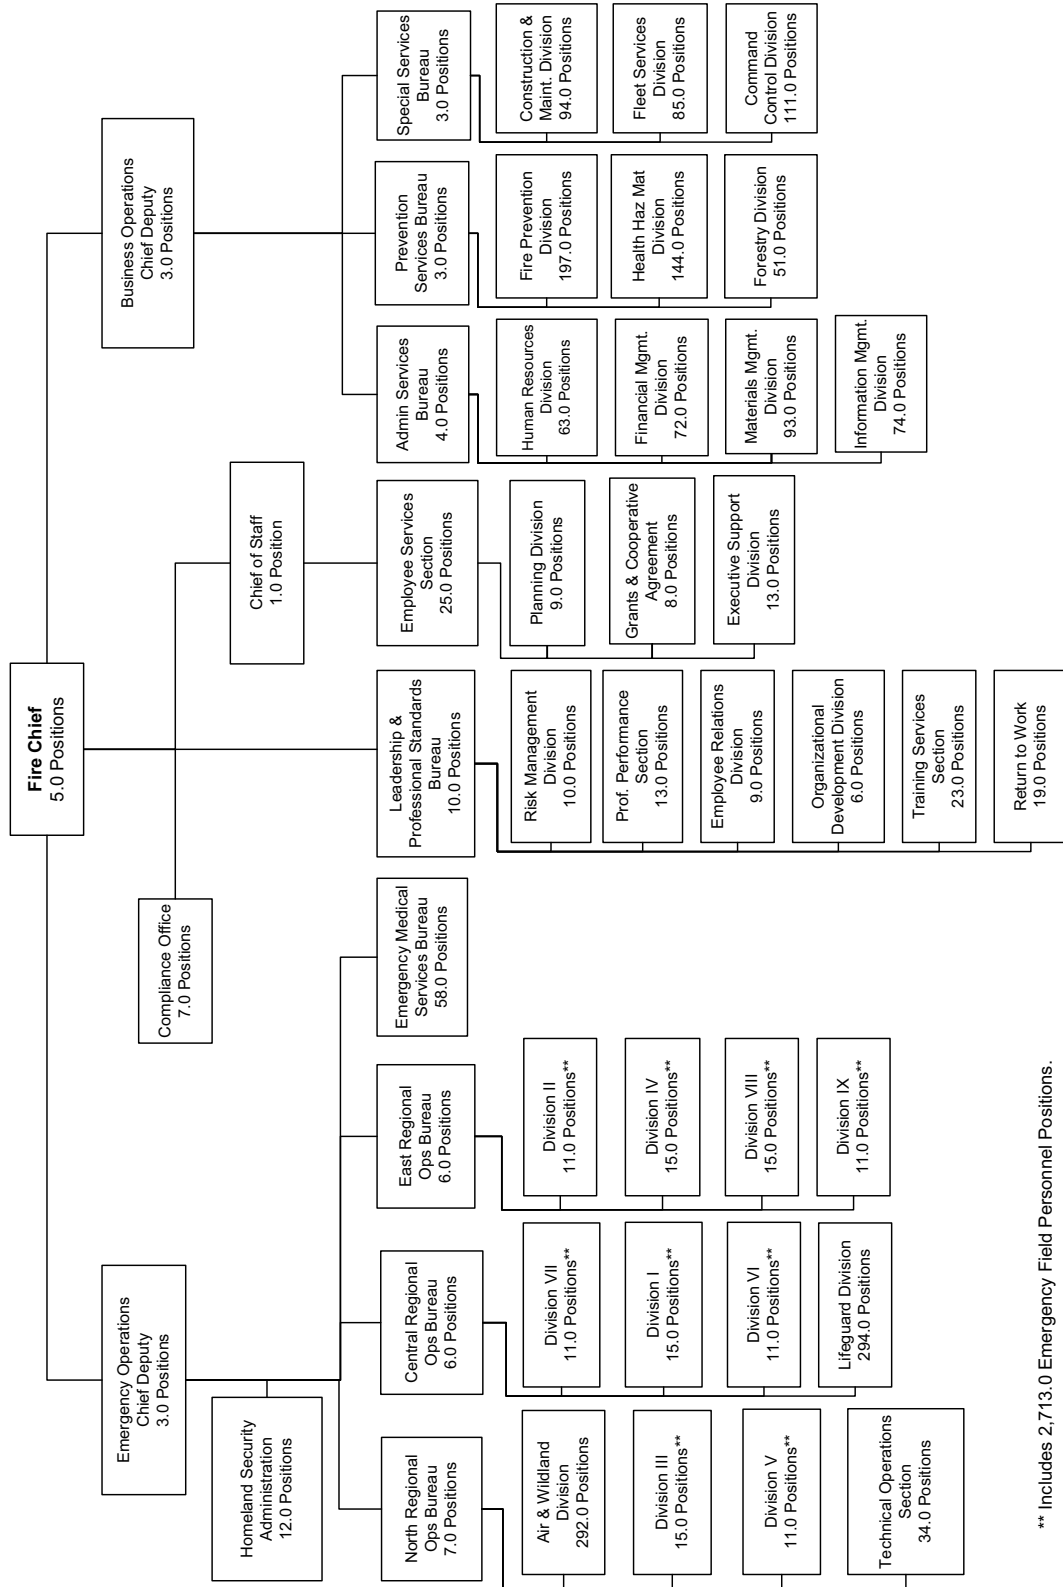 Fire Chief
5.0 Positions
Emergency Operations
Chief Deputy
3.0 Positions
Business Operations
Chief Deputy
3.0 Positions
Compliance Office
7.0 Positions
Homeland Security
Administration
12.0 Positions
Chief of Staff
1.0 Position
North Regional
Ops Bureau
7.0 Positions
Central Regional
Ops Bureau
6.0 Positions
East Regional
Ops Bureau
6.0 Positions
Emergency Medical
Services Bureau
58.0 Positions
Leadership &
Professional Standards
Bureau
10.0 Positions
Employee Services
Section
25.0 Positions
Admin Services
Bureau
4.0 Positions
Prevention
Services Bureau
3.0 Positions
Special Services
Bureau
3.0 Positions
Air & Wildland
Division
292.0 Positions
Division III
15.0 Positions**
Division V
11.0 Positions**
Technical Operations
Section
34.0 Positions
Division VII
11.0 Positions**
Division I
15.0 Positions**
Division VI
11.0 Positions**
Lifeguard Division
294.0 Positions
Division II
11.0 Positions**
Division IV
15.0 Positions**
Division VIII
15.0 Positions**
Division IX
11.0 Positions**
Risk Management
Division
10.0 Positions
Prof. Performance
Section
13.0 Positions
Employee Relations
Division
9.0 Positions
Organizational
Development Division
6.0 Positions
Training Services
Section
23.0 Positions
Return to Work
19.0 Positions
Planning Division
9.0 Positions
Grants & Cooperative
Agreement
8.0 Positions
Executive Support
Division
13.0 Positions
Human Resources
Division
63.0 Positions
Financial Mgmt.
Division
72.0 Positions
Materials Mgmt.
Division
93.0 Positions
Information Mgmt.
Division
74.0 Positions
Fire Prevention
Division
197.0 Positions
Health Haz Mat
Division
144.0 Positions
Forestry Division
51.0 Positions
Construction &
Maint. Division
94.0 Positions
Fleet Services
Division
85.0 Positions
Command
Control Division
111.0 Positions
** Includes 2,713.0 Emergency Field Personnel Positions.